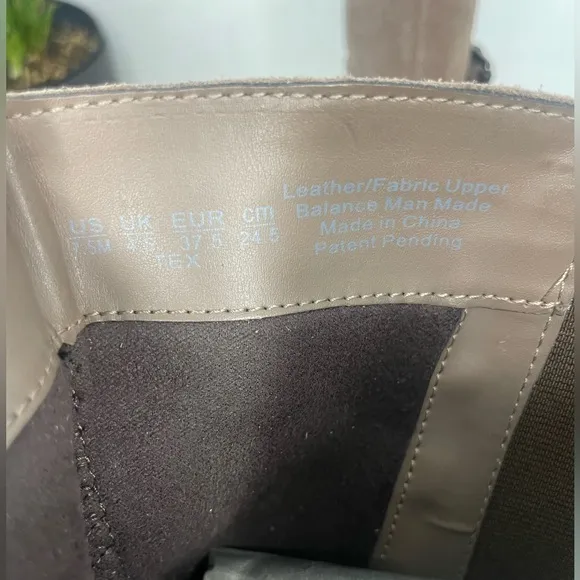 US UK EUR cm
7.5M 37.5 24.5
TEX
Leather/Fabric Upper
Balance Man Made
Made in China
Patent Pending